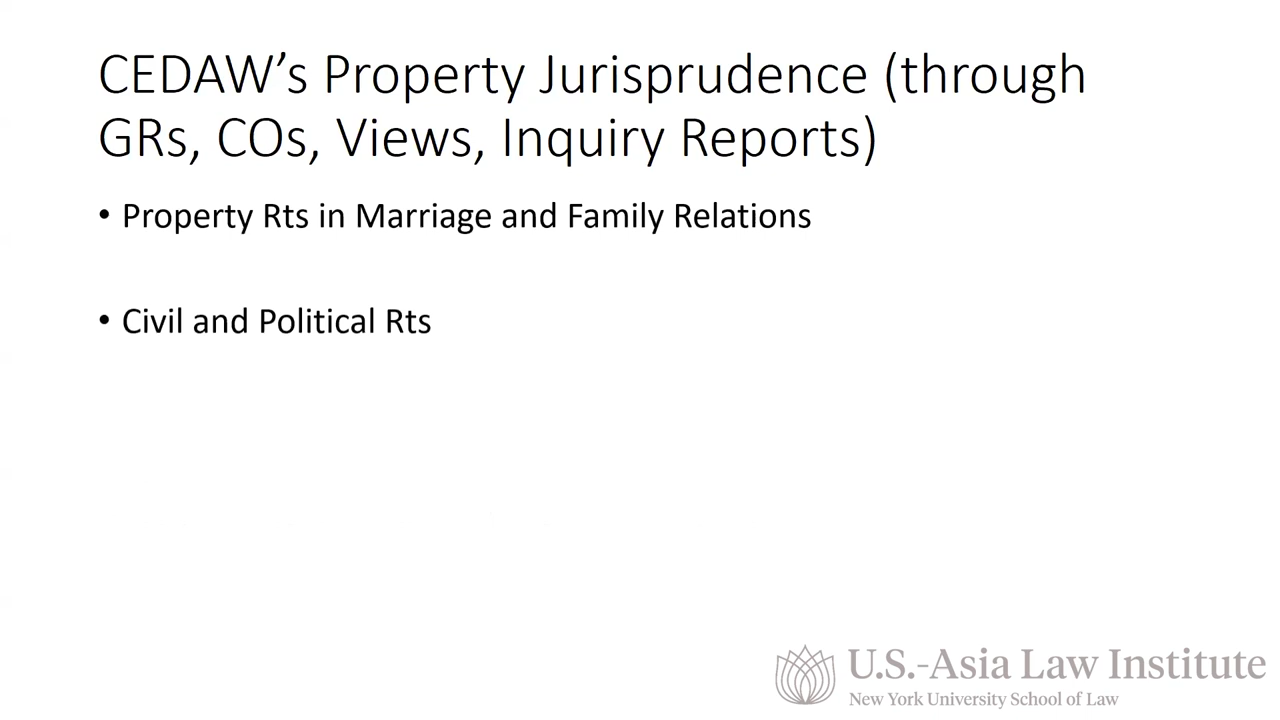 CEDAW’s Property Jurisprudence (through
GRs, COs, Views, Inquiry Reports)
• Property Rts in Marriage and Family Relations
• Civil and Political Rts
U.S.-Asia Law Institute
New York University School of Law